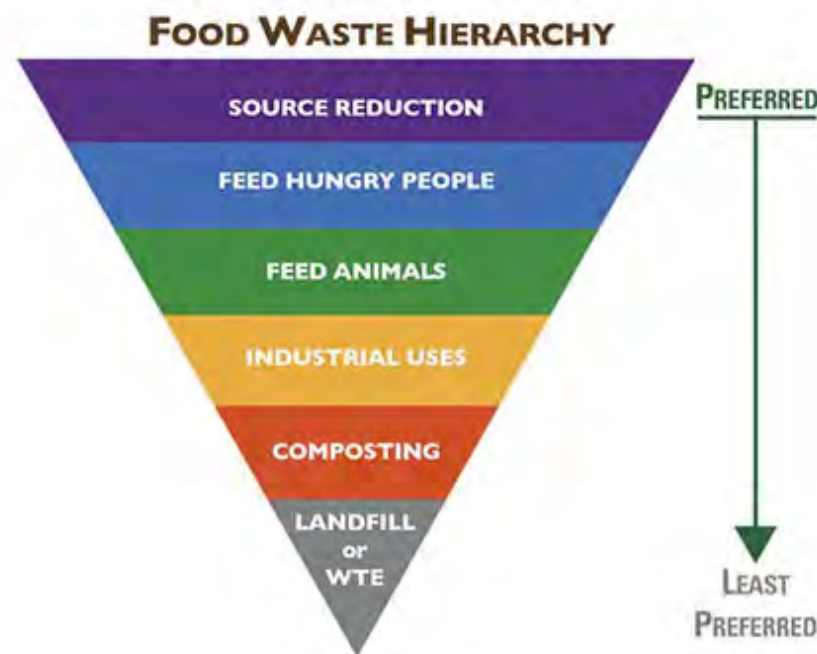 FOOD WASTE HIERARCHY
SOURCE REDUCTION
PREFERRED
FEED HUNGRY PEOPLE
FEED ANIMALS
INDUSTRIAL USES
COMPOSTING
LANDFILL
or
WTE
LEAST
PREFERRED